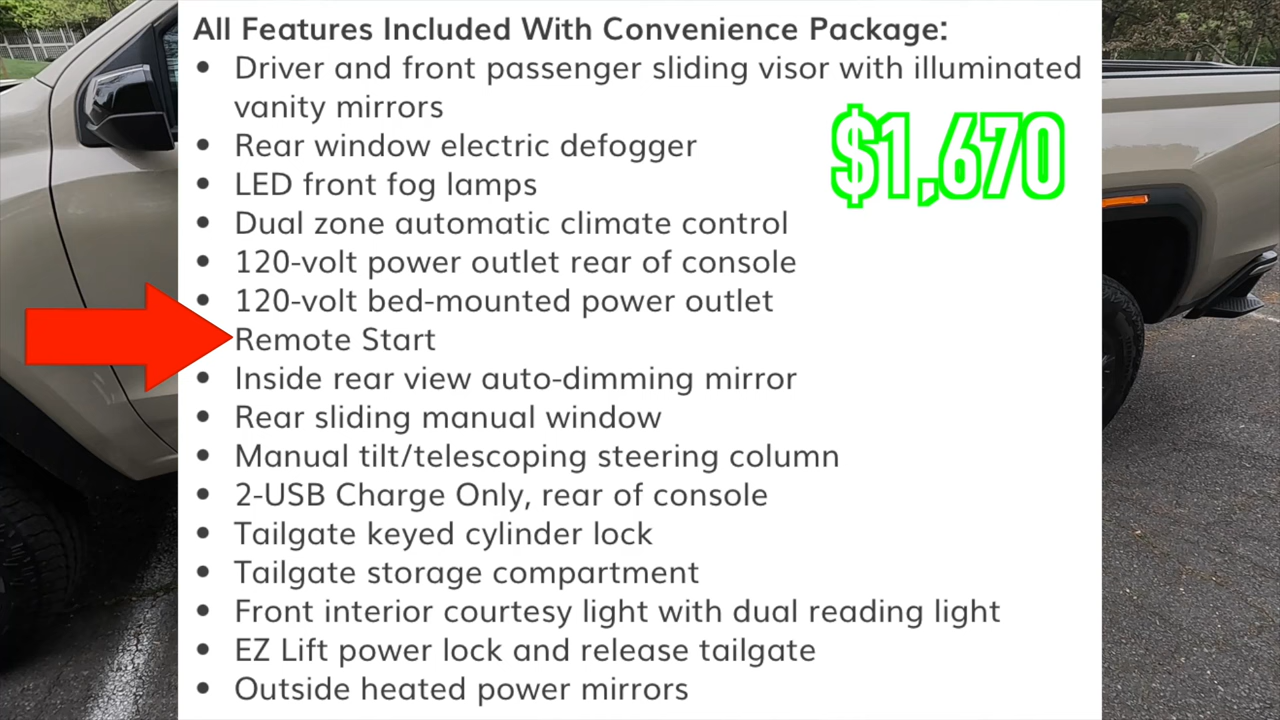 All Features Included With Convenience Package:
• Driver and front passenger sliding visor with illuminated
vanity mirrors
$1,670
• Rear window electric defogger
• LED front fog lamps
• Dual zone automatic climate control
• 120-volt power outlet rear of console
• 120-volt bed-mounted power outlet
Remote Start
• Inside rear view auto-dimming mirror
• Rear sliding manual window
• Manual tilt/telescoping steering column
• 2-USB Charge Only, rear of console
• Tailgate keyed cylinder lock
• Tailgate storage compartment
• Front interior courtesy light with dual reading light
• EZ Lift power lock and release tailgate
• Outside heated power mirrors